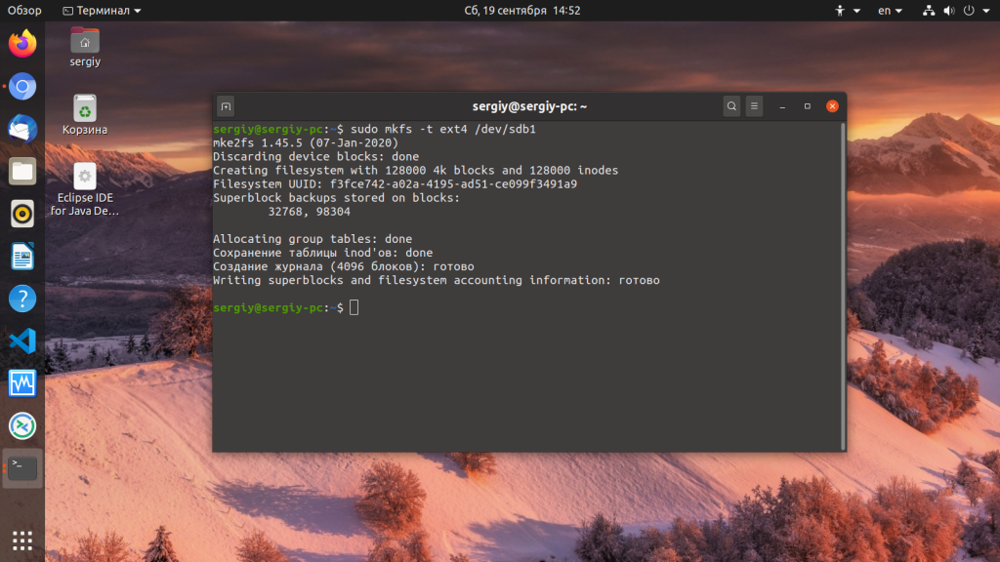 Обзор
Терминал
Сб, 19 сентября 14:52
en
sergiy
Корзина
Eclipse IDE
for Java De...
sergiy@sergiy-pc: ~
sergiy@sergiy-pc:~$ sudo mkfs -t ext4 /dev/sdb1
mke2fs 1.45.5 (07-Jan-2020)
Discarding device blocks: done
Creating filesystem with 128000 4k blocks and 128000 inodes
Filesystem UUID: f3fce742-a02a-4195-ad51-ce099f3491a9
Superblock backups stored on blocks:
32768, 98304
Allocating group tables: done
Сохранение таблицы inod'ов: done
Создание журнала (4096 блоков): готово
Writing superblocks and filesystem accounting information: готово
sergiy@sergiy-pc:~$